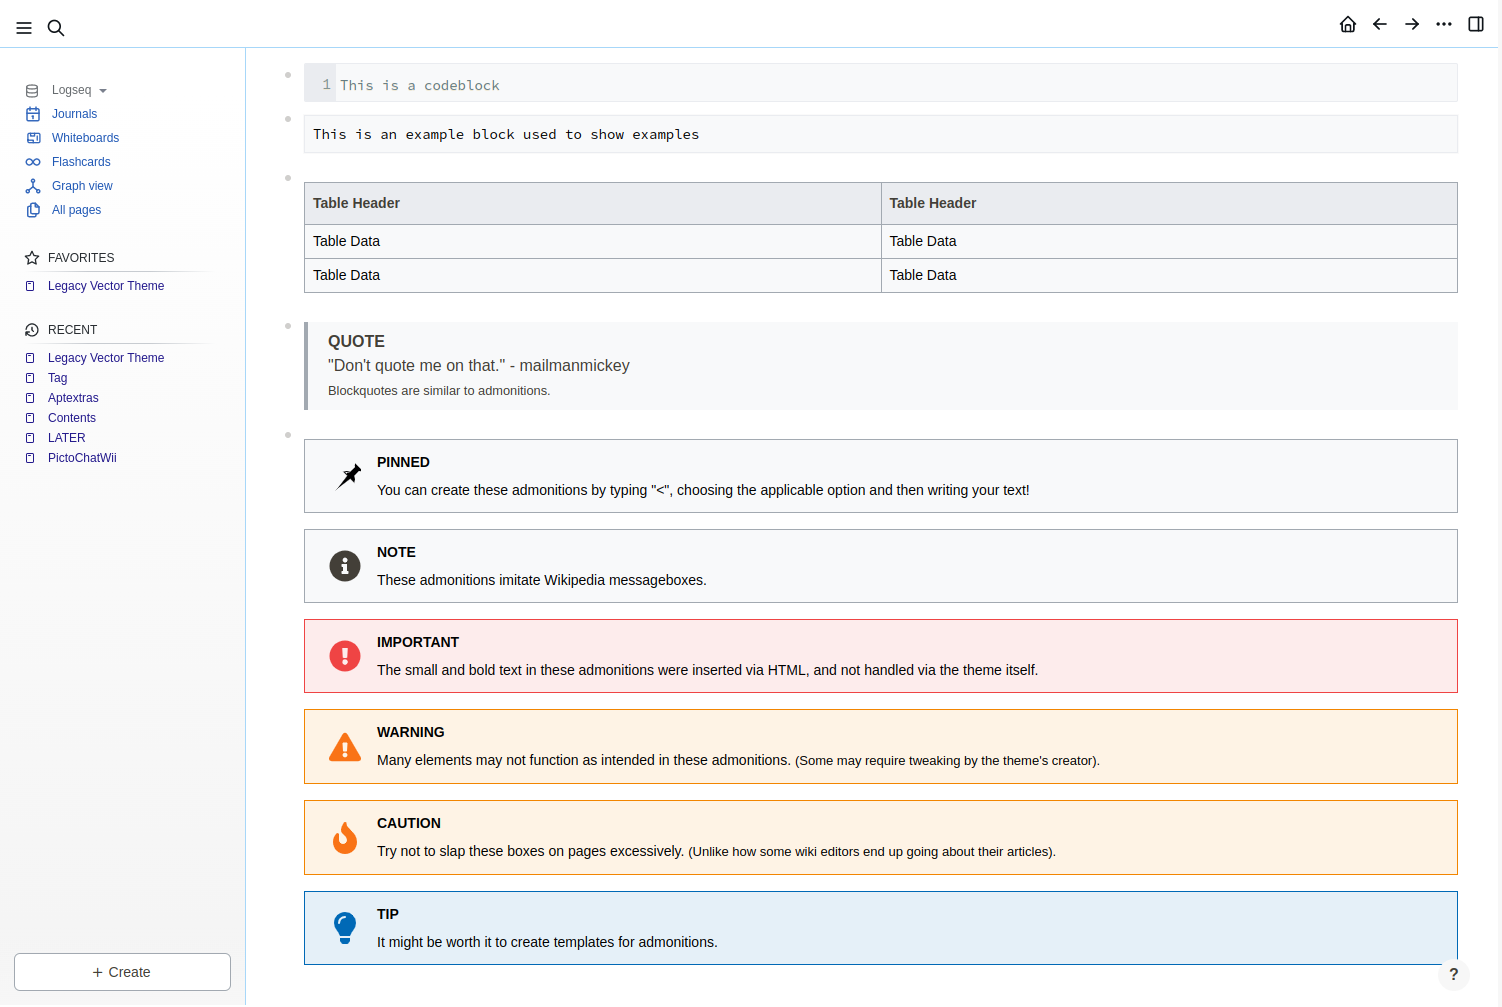 Logseq
Journals
Whiteboards
Flashcards
Graph view
All pages
FAVORITES
Legacy Vector Theme
RECENT
Legacy Vector Theme
Tag
Aptextras
Contents
LATER
PictoChatWii
+ Create
1 This is a codeblock
This is an example block used to show examples
Table Header Table Header
Table Data Table Data
Table Data Table Data
QUOTE
"Don't quote me on that." - mailmanmickey
Blockquotes are similar to admonitions.
PINNED
You can create these admonitions by typing "<", choosing the applicable option and then writing your text!
NOTE
These admonitions imitate Wikipedia messageboxes.
IMPORTANT
The small and bold text in these admonitions were inserted via HTML, and not handled via the theme itself.
WARNING
Many elements may not function as intended in these admonitions. (Some may require tweaking by the theme's creator).
CAUTION
Try not to slap these boxes on pages excessively. (Unlike how some wiki editors end up going about their articles).
TIP
It might be worth it to create templates for admonitions.
?